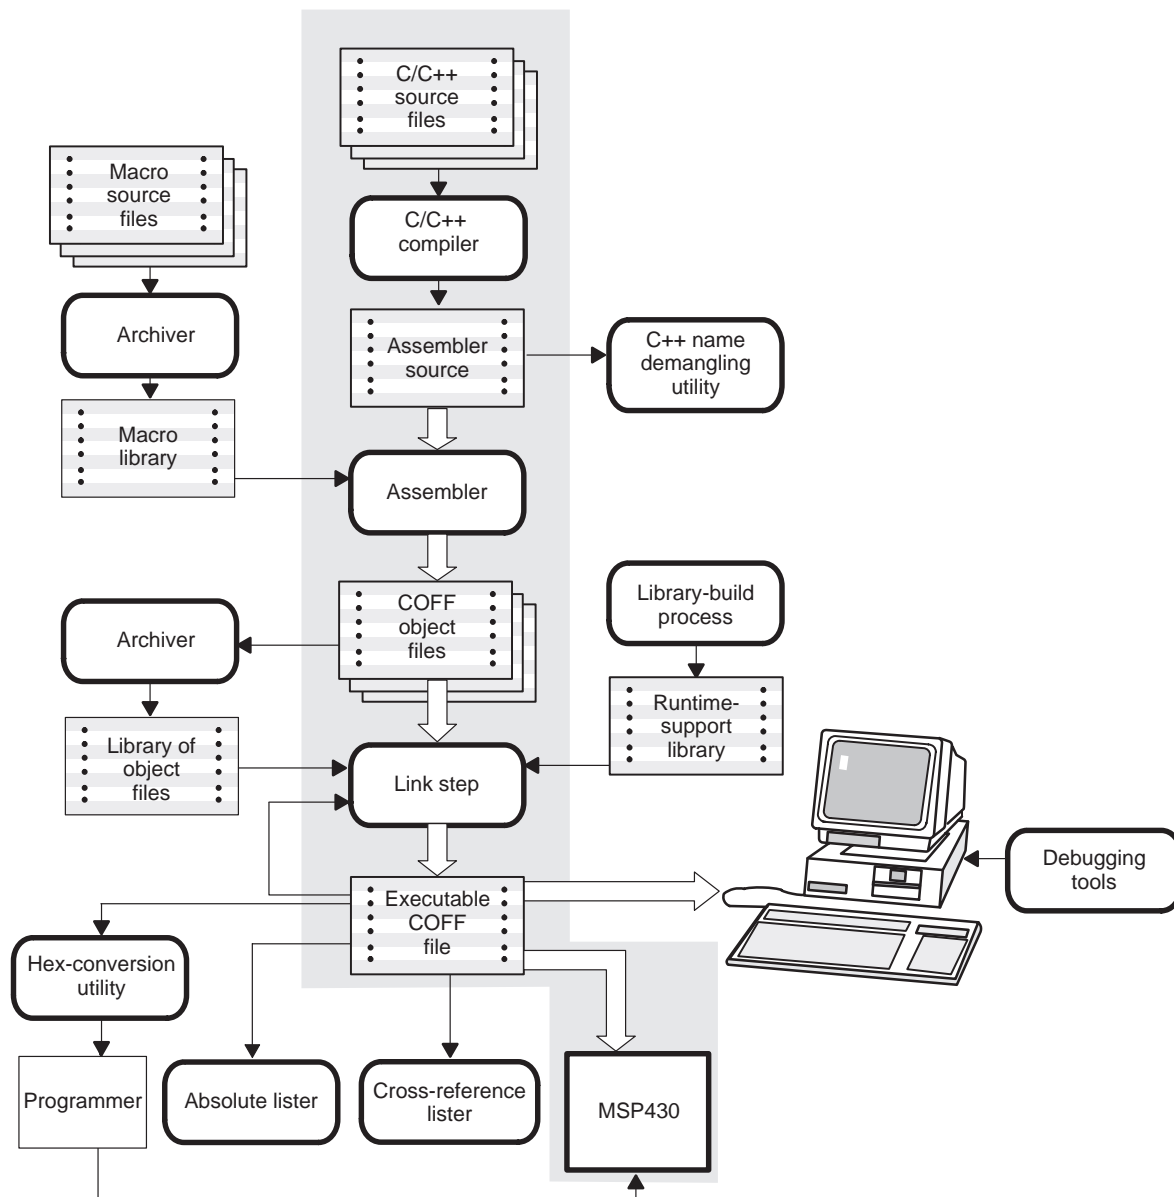 C/C++
source
files
Macro
source
files
C/C++
compiler
Archiver
Assembler
source
C++ name
demangling
utility
Macro
library
Assembler
COFF
object
files
Library-build
process
Archiver
Runtime-
support
library
Library of
object
files
Link step
Debugging
tools
Executable
COFF
file
Hex-conversion
utility
Programmer
Absolute lister
Cross-reference
lister
MSP430